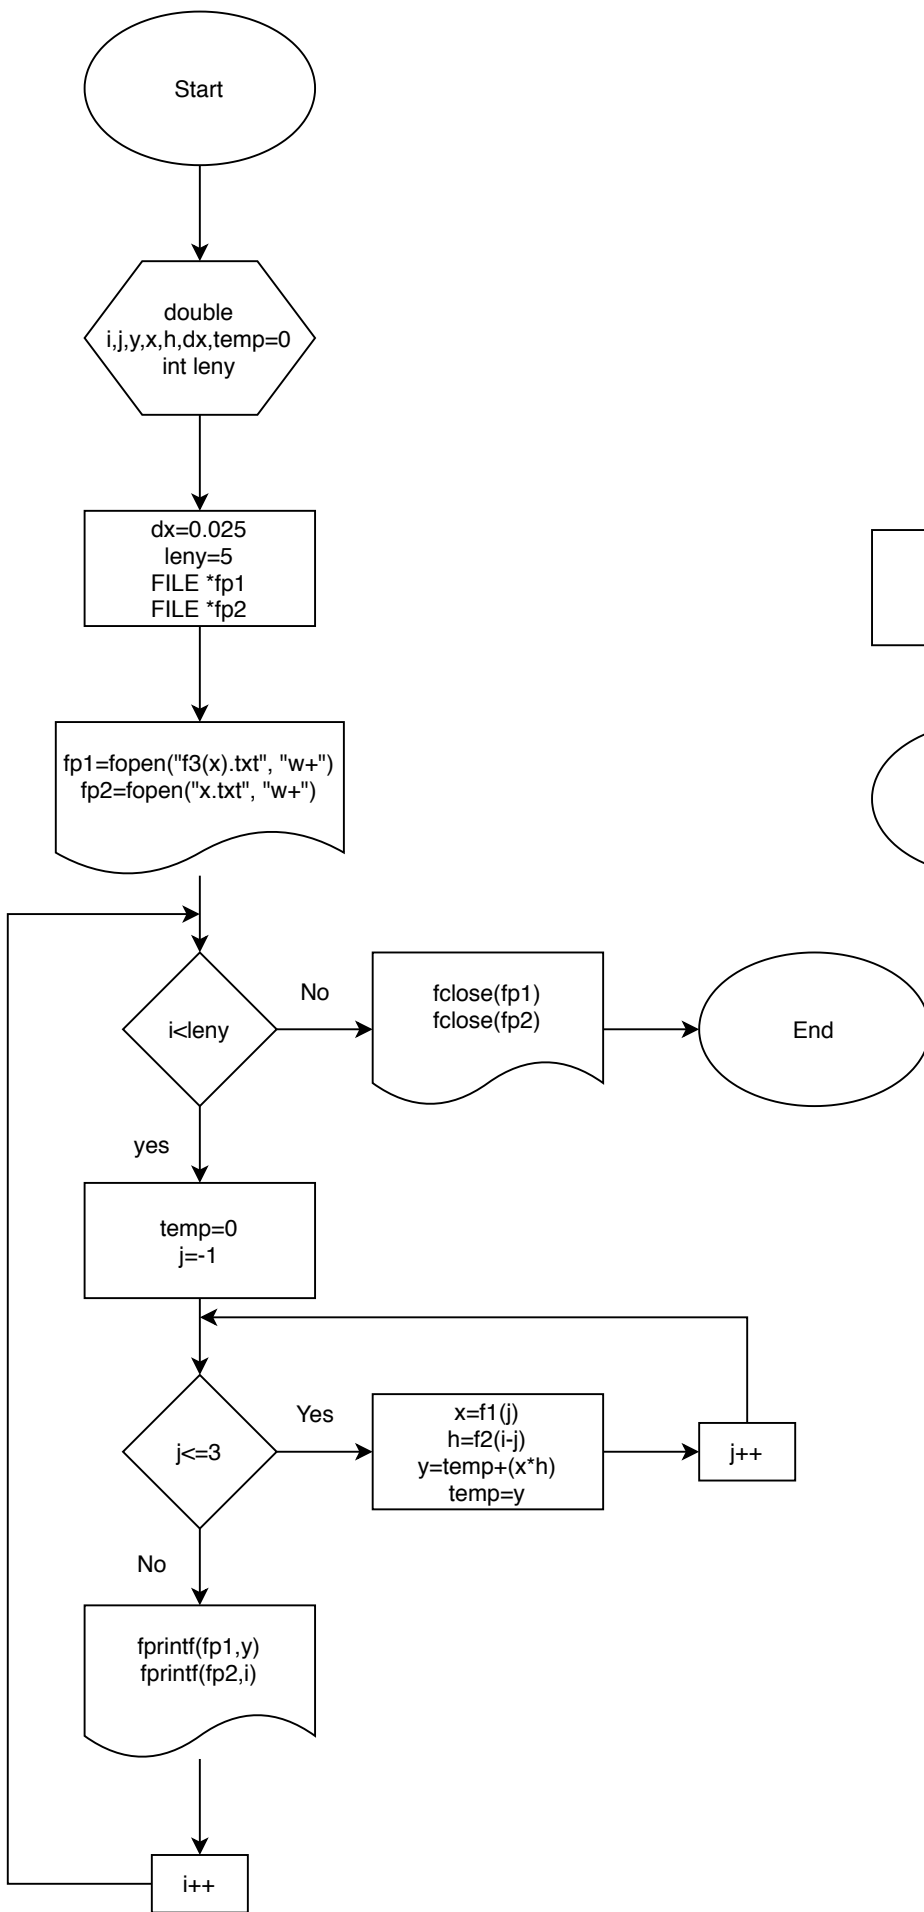 Start
double
i,j,y,x,h,dx,temp=0
int leny
dx=0.025
leny=5
FILE *fp1
FILE *fp2
fp1=fopen("f3(x).txt", "w+")
fp2=fopen("x.txt", "w+")
i<leny
No
fclose(fp1)
fclose(fp2)
End
yes
temp=0
j=-1
j<=3
Yes
x=f1(j)
h=f2(i-j)
y=temp+(x*h)
temp=y
j++
No
fprintf(fp1,y)
fprintf(fp2,i)
i++